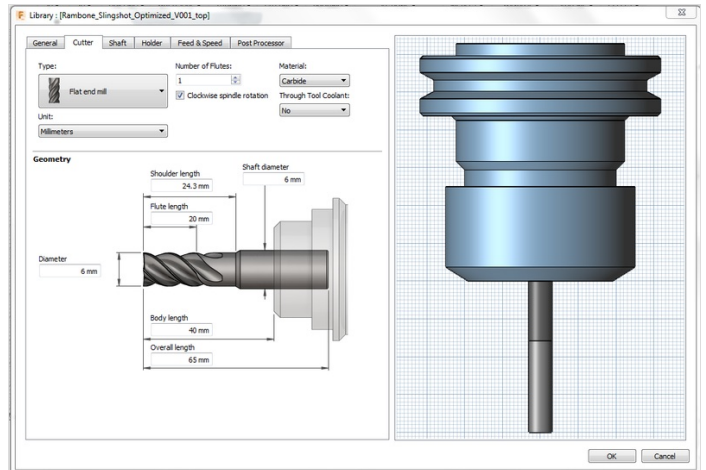 Library : [Rambone_Slingshot_Optimized_V001_top]
General Cutter Shaft Holder Feed & Speed Post Processor
Type: Number of Flutes: Material:
Flat end mill 1 Carbide
Clockwise spindle rotation Through Tool Coolant:
No
Unit:
Millimeters
Geometry
Shoulder length Shaft diameter
24.3 mm 6 mm
Flute length
20 mm
Diameter
6 mm
Body length
40 mm
Overall length
65 mm
OK Cancel